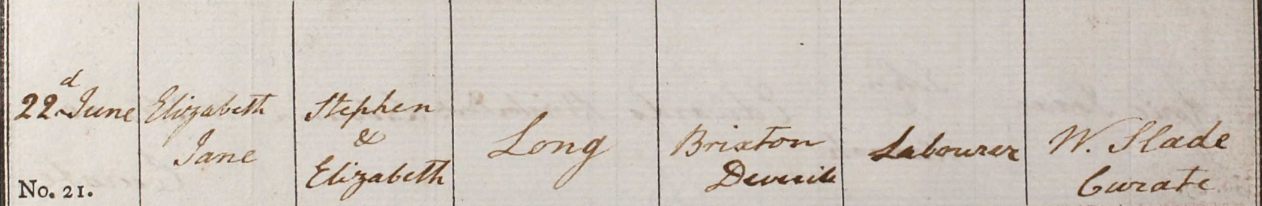 22d June
No. 21.
Elizabeth
Jane
Stephen
&
Elizabeth
Long
Brixton
Deverill
Labourer
W. Slade
Curate